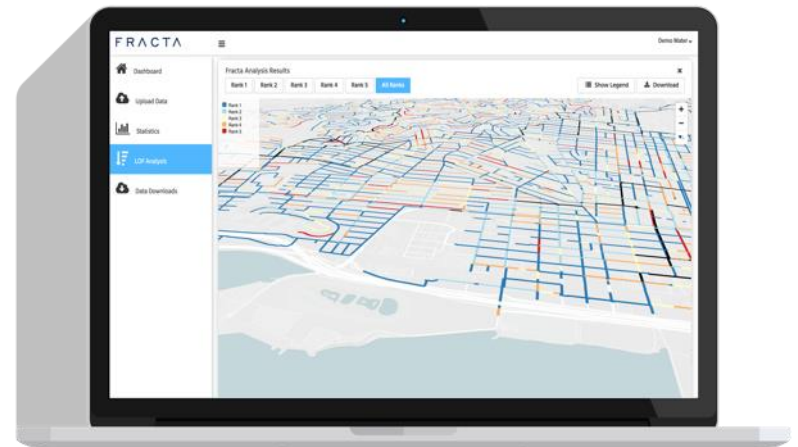 FRACTA
Demo Water
Dashboard
Upload Data
Statistics
LOF Analysis
Data Downloads
Fracta Analysis Results
Rank 1 Rank 2 Rank 3 Rank 4 Rank 5 All Ranks
Show Legend Download
Rank 1
Rank 2
Rank 3
Rank 4
Rank 5